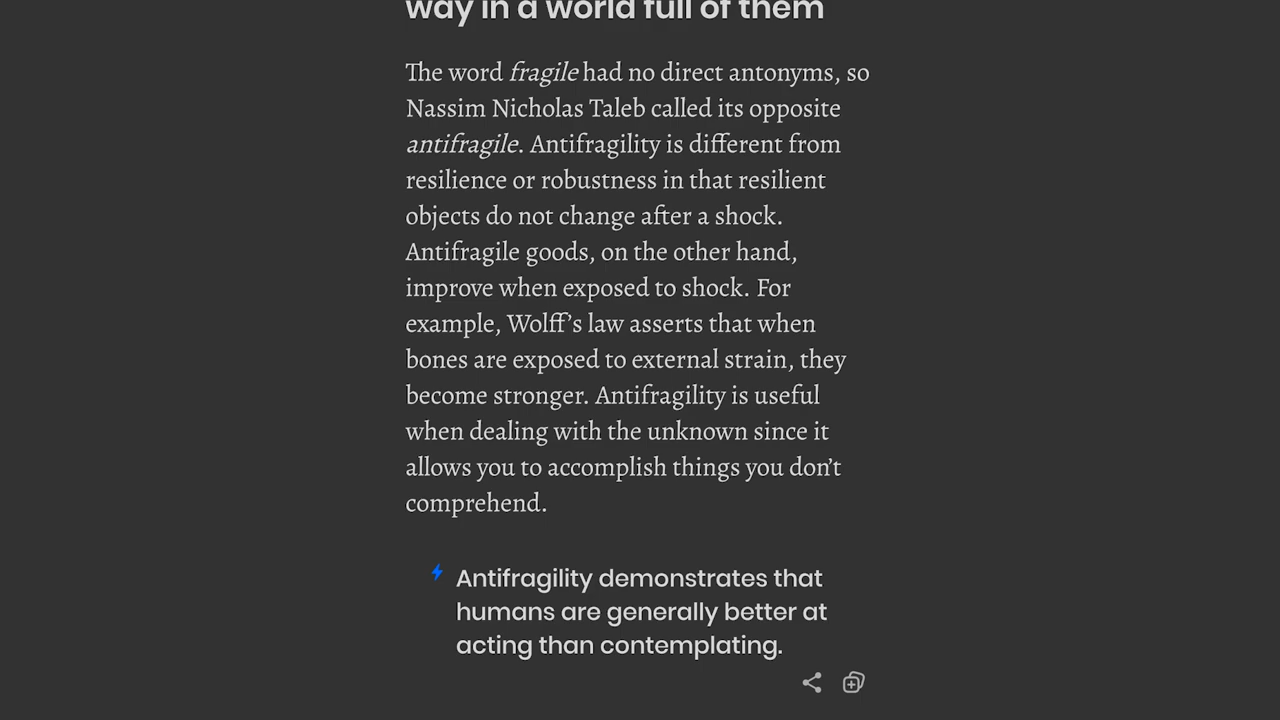 way in a world full of them
The word fragile had no direct antonyms, so
Nassim Nicholas Taleb called its opposite
antifragile. Antifragility is different from
resilience or robustness in that resilient
objects do not change after a shock.
Antifragile goods, on the other hand,
improve when exposed to shock. For
example, Wolff’s law asserts that when
bones are exposed to external strain, they
become stronger. Antifragility is useful
when dealing with the unknown since it
allows you to accomplish things you don’t
comprehend.
Antifragility demonstrates that
humans are generally better at
acting than contemplating.